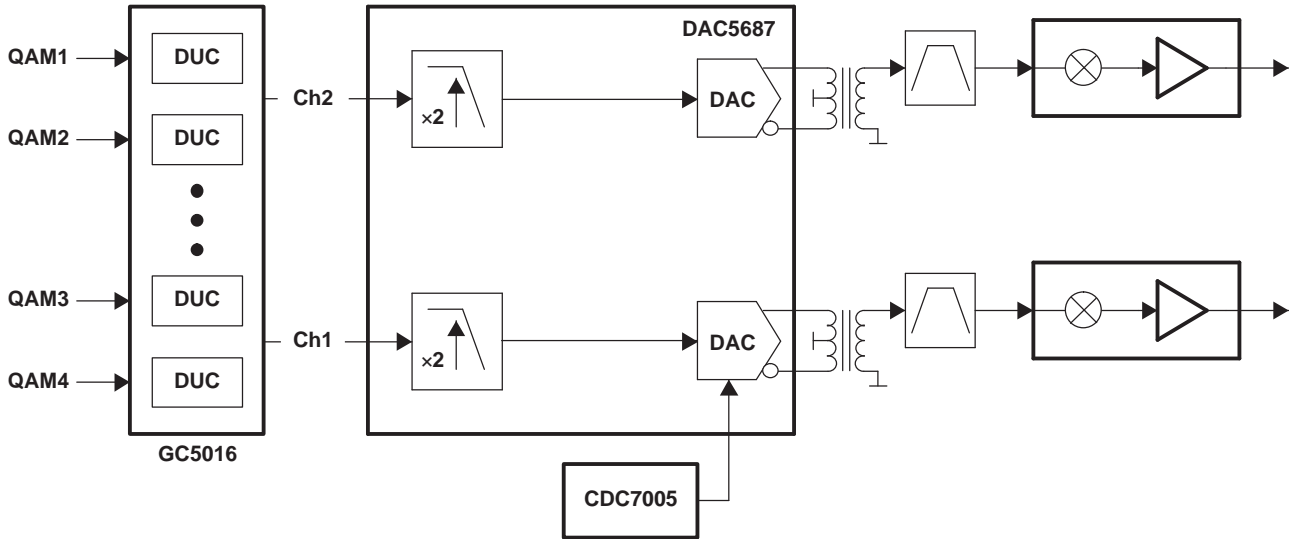 DAC5687
QAM1
DUC
Ch2
×2
DAC
QAM2
DUC
QAM3
DUC
Ch1
×2
DAC
QAM4
DUC
GC5016
CDC7005